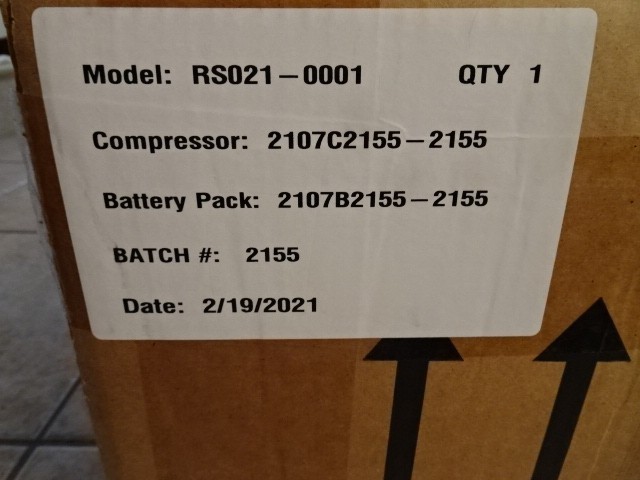 Model: RS021-0001 QTY 1
Compressor: 2107C2155-2155
Battery Pack: 2107B2155-2155
BATCH #: 2155
Date: 2/19/2021